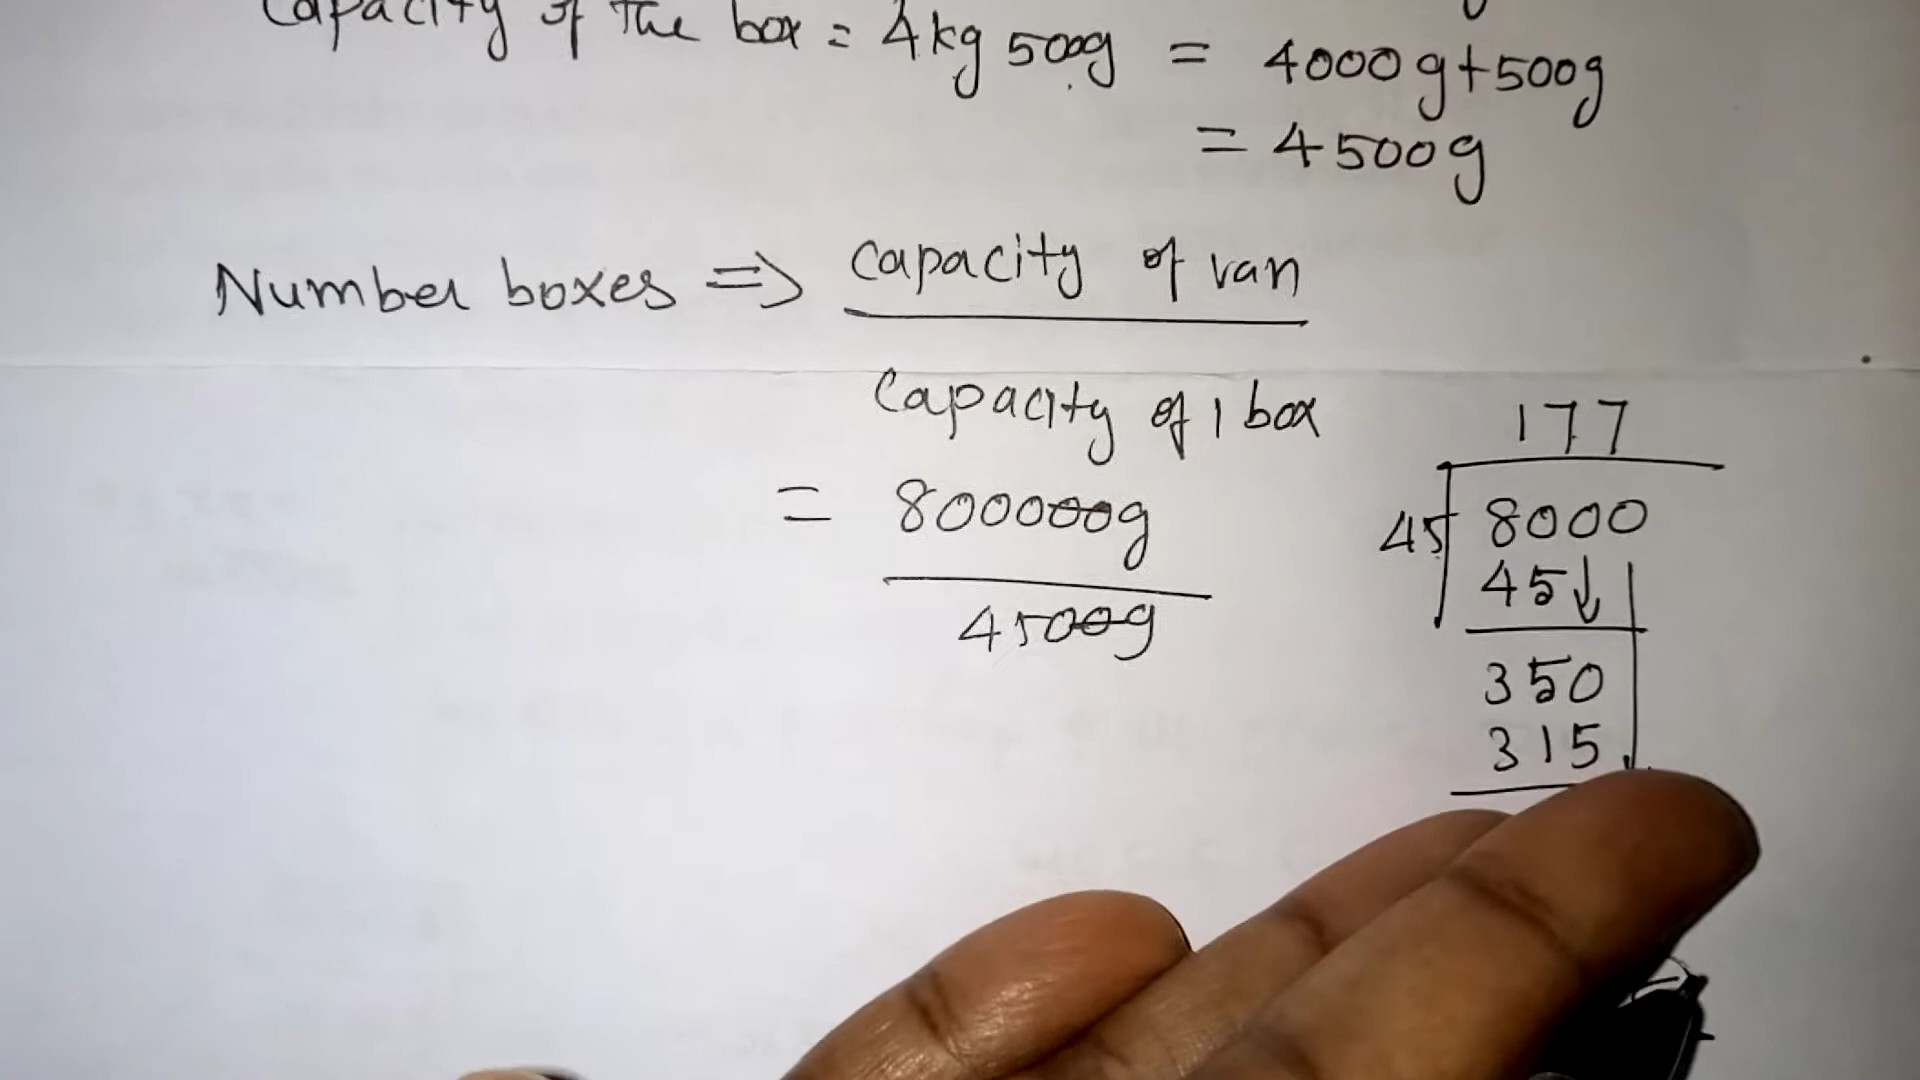 Capacity of the box = 4kg 500g = 4000g+500g
= 4500g
Number boxes => capacity of van
Capacity of 1 box
= 800000g
4500g
177
45 8000
45
350
315